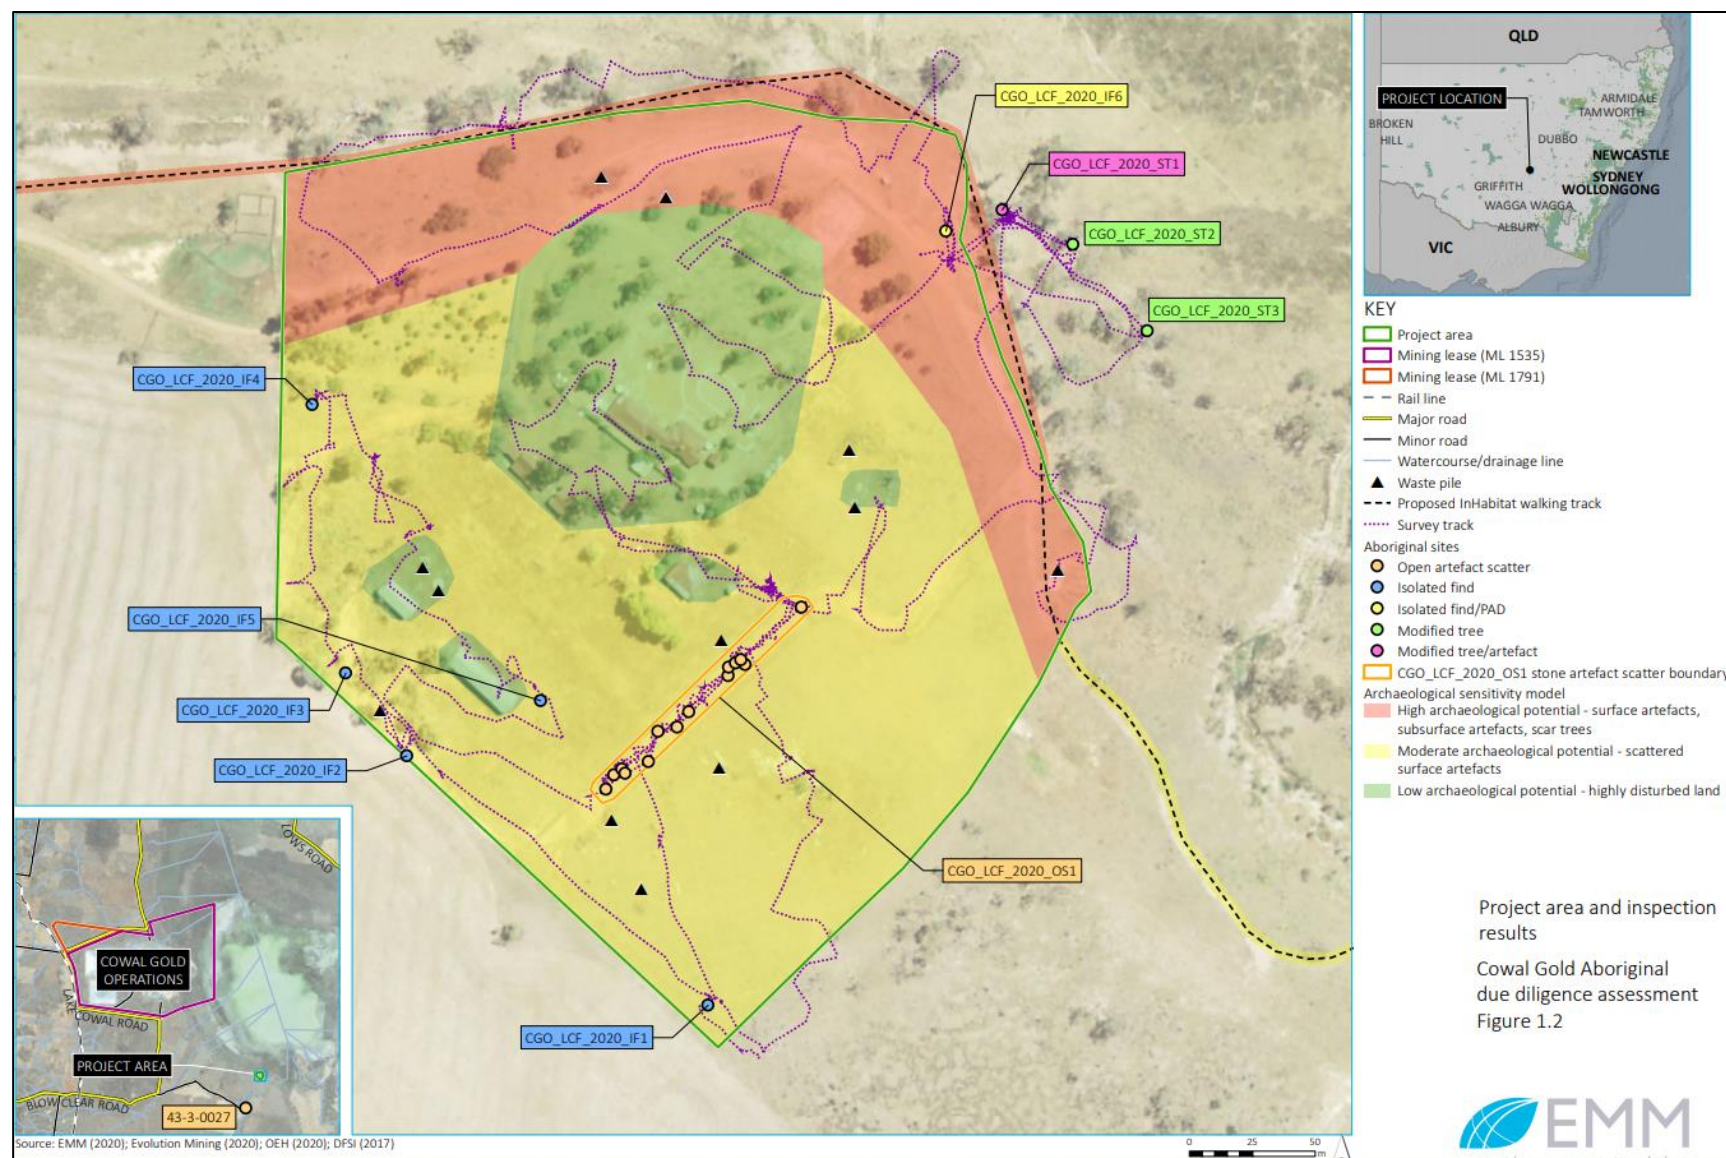 CGO_LCF_2020_IF6
CGO_LCF_2020_ST1
CGO_LCF_2020_ST2
CGO_LCF_2020_ST3
CGO_LCF_2020_IF4
CGO_LCF_2020_IF5
CGO_LCF_2020_IF3
CGO_LCF_2020_IF2
CGO_LCF_2020_OS1
CGO_LCF_2020_IF1
QLD
PROJECT LOCATION
ARMIDALE
TAMWORTH
BROKEN
HILL
DUBBO
NEWCASTLE
SYDNEY
WOLLONGONG
GRIFFITH
WAGGA WAGGA
ALBURY
VIC
KEY
Project area
Mining lease (ML 1535)
Mining lease (ML 1791)
Rail line
Major road
Minor road
Watercourse/drainage line
Waste pile
Proposed InHabitat walking track
Survey track
Aboriginal sites
Open artefact scatter
Isolated find
Isolated find/PAD
Modified tree
Modified tree/artefact
CGO_LCF_2020_OS1 stone artefact scatter boundary
Archaeological sensitivity model
High archaeological potential - surface artefacts,
subsurface artefacts, scar trees
Moderate archaeological potential - scattered
surface artefacts
Low archaeological potential - highly disturbed land
LOWS ROAD
COWAL GOLD
OPERATIONS
LAKE
COWAL ROAD
PROJECT AREA
BLOW CLEAR ROAD
43-3-0027
Source: EMM (2020); Evolution Mining (2020); OEH (2020); DFSI (2017)
0 25 50
m
Project area and inspection
results
Cowal Gold Aboriginal
due diligence assessment
Figure 1.2
EMM